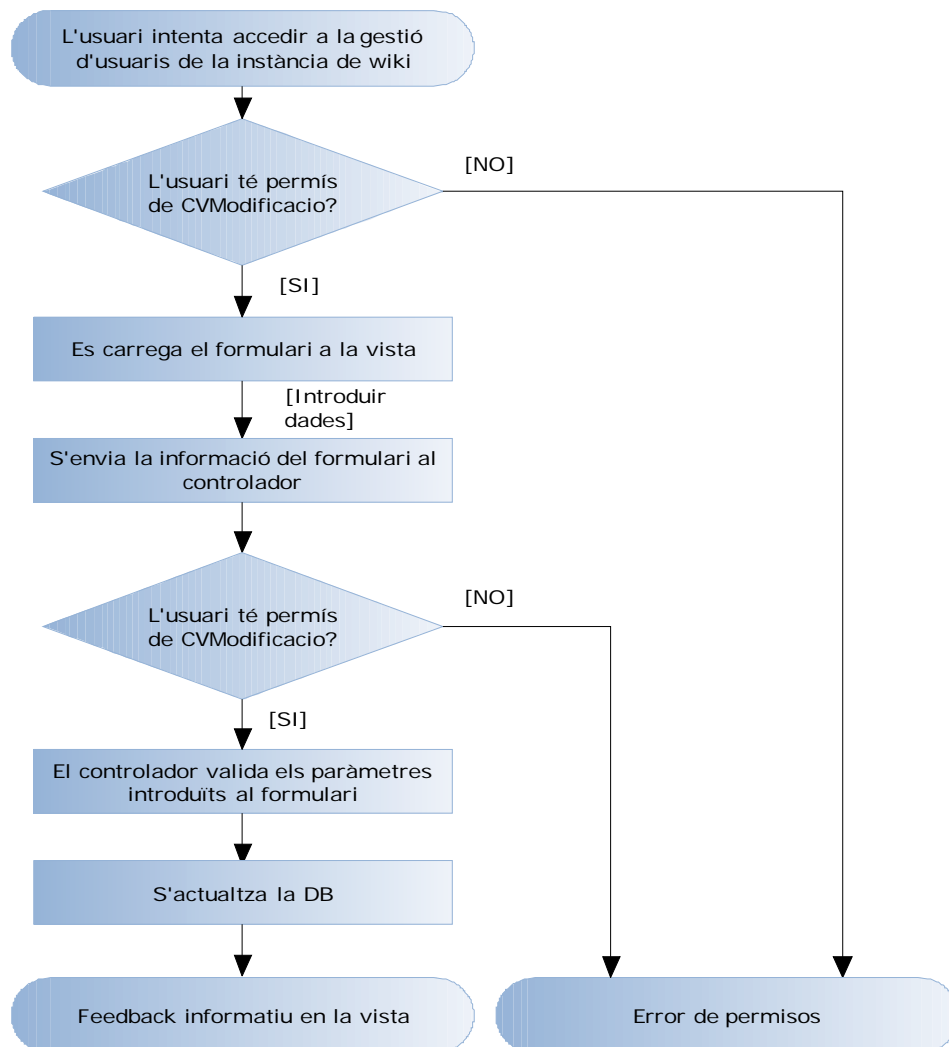 L'usuari intenta accedir a la gestió
d'usuaris de la instància de wiki
L'usuari té permís
de CVModificacio?
[NO]
[SI]
Es carrega el formulari a la vista
[Introduir
dades]
S'envia la informació del formulari al
controlador
L'usuari té permís
de CVModificacio?
[NO]
[SI]
El controlador valida els paràmetres
introduïts al formulari
S'actualtza la DB
Feedback informatiu en la vista
Error de permisos